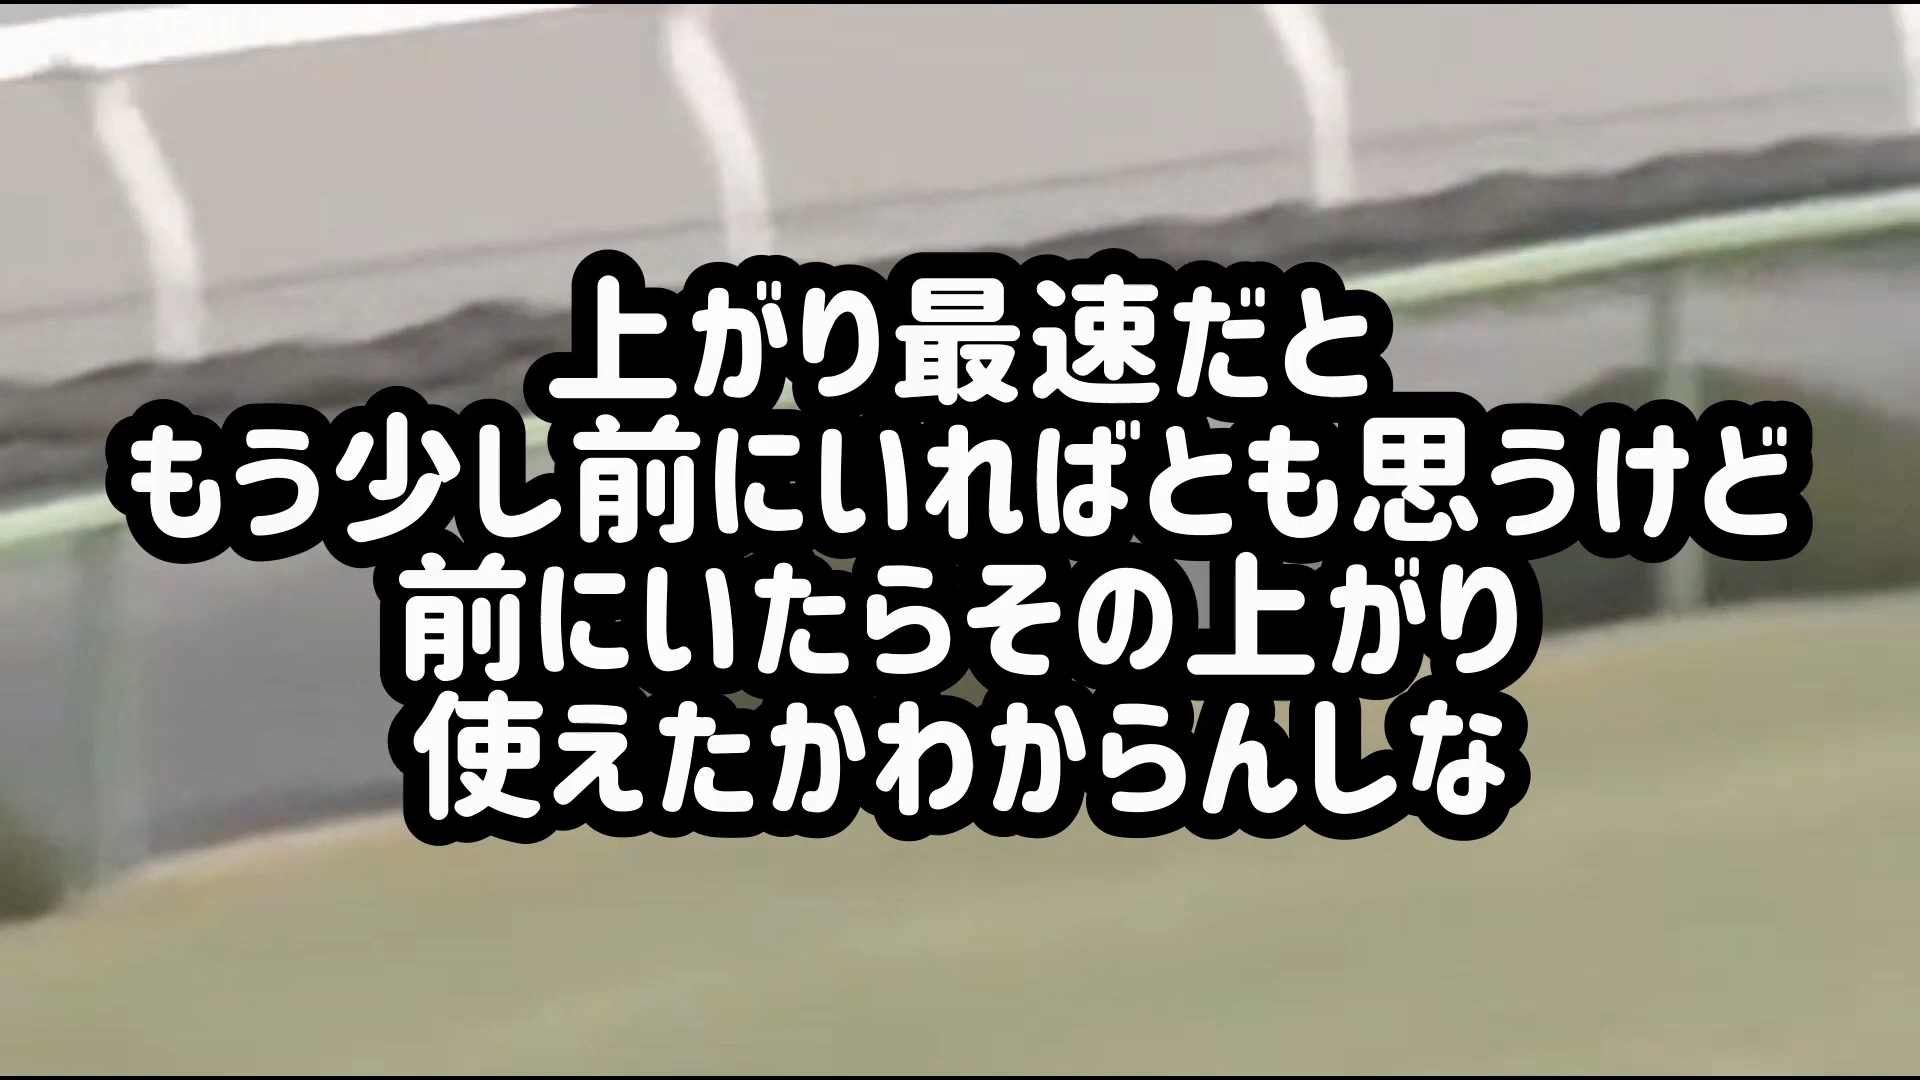 上がり最速だと
もう少し前にいればとも思うけど
前にいたらその上がり
使えたかわからんしな